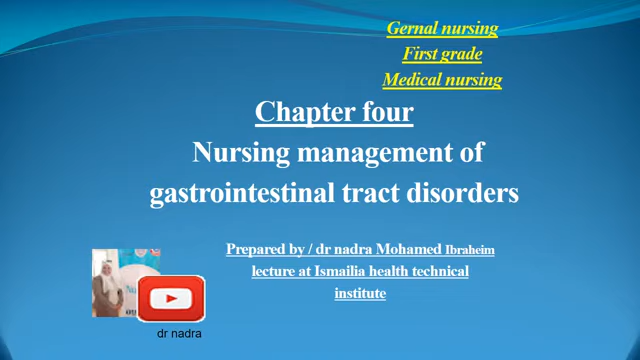 Gernal nursing
First grade
Medical nursing
Chapter four
Nursing management of
gastrointestinal tract disorders
Prepared by / dr nadra Mohamed Ibraheim
lecture at Ismailia health technical
institute
dr nadra